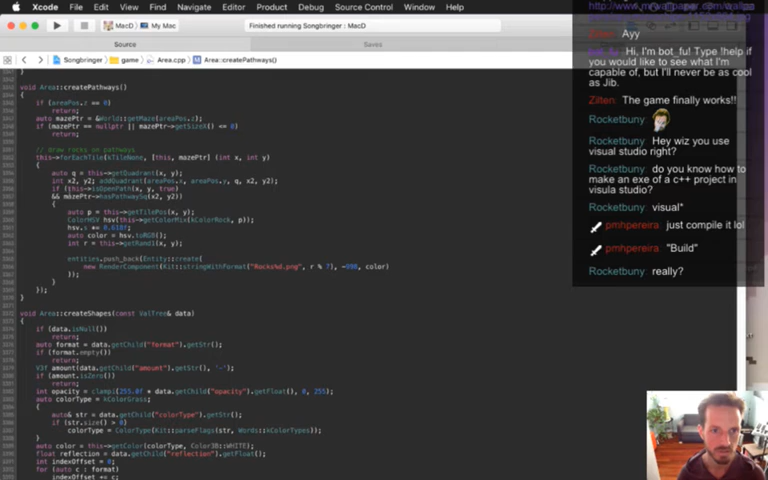 Xcode File Edit View Find Navigate Editor Product Debug Source Control Window Help
MacD My Mac Finished running Songbringer : MacD
Source Saves
Songbringer game Area.cpp Area::createPathways()
void Area::createPathways()
if (areaPos.z == 0)
return;
auto mazePtr = &World::getMaze(areaPos.z);
if (mazePtr == nullptr || mazePtr->getSizeX() <= 0)
return;
// draw rocks on pathways
this->forEachTile(kTileNone, [this, mazePtr] (int x, int y)
{
auto q = this->getQuadrant(x, y);
int x2, y2; addQuadrant(areaPos.x, areaPos.y, q, x2, y2);
if (this->isOpenPath(x, y, true)
&& mazePtr->hasPathwaySq(x2, y2))
{
auto p = this->getTilePos(x, y);
ColorHSV hsv(this->getColorMix(kColorRock, p));
hsv.s *= 0.618f;
auto color = hsv.toRGB();
int r = this->getRand1(x, y);
entities.push_back(Entity::create(
new RenderComponent(Kit::stringWithFormat("Rocks%d.png", r % 7), -998, color)
));
}
});
}
void Area::createShapes(const ValTree& data)
{
if (data.isNull())
return;
auto format = data.getChild("format").getStr();
if (format.empty())
return;
V3f amount(data.getChild("amount").getStr(), '~');
if (amount.isZero())
return;
int opacity = clampi(255.0f * data.getChild("opacity").getFloat(), 0, 255);
auto colorType = kColorGrass;
{
auto& str = data.getChild("colorType").getStr();
if (str.size() > 0)
colorType = ColorType(Kit::parseFlags(str, Words::kColorTypes));
}
auto color = this->getColor(colorType, Color3B::WHITE);
float reflection = data.getChild("reflection").getFloat();
int indexOffset = 0;
for (auto c : format)
indexOffset += c;
Zilten: Ayy
bot_fu: Hi, I'm bot_fu! Type !help if
you would like to see what I'm
capable of, but I'll never be as cool
as Jib.
Zilten: The game finally works!!
Rocketbuny:
Rocketbuny: Hey wiz you use
visual studio right?
Rocketbuny: do you know how to
make an exe of a c++ project in
visula studio?
Rocketbuny: visual*
pmhpereira: just compile it lol
pmhpereira: "Build"
Rocketbuny: really?